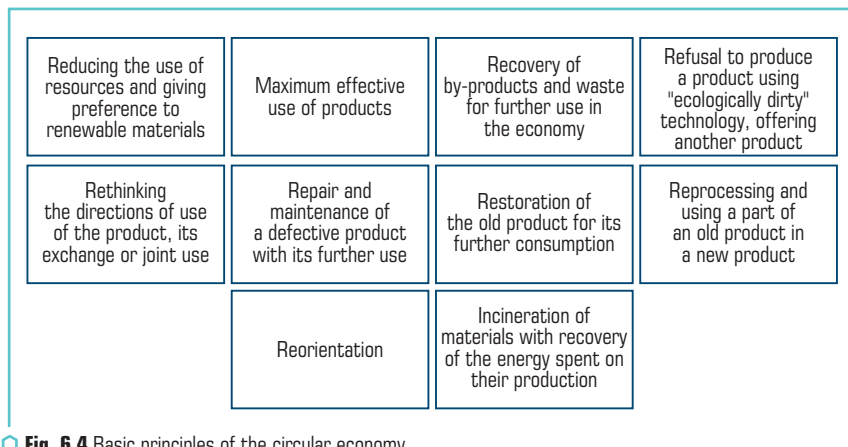 Reducing the use of
resources and giving
preference to
renewable materials
Maximum effective
use of products
Recovery of
by-products and waste
for further use in
the economy
Refusal to produce
a product using
"ecologically dirty"
technology, offering
another product
Rethinking
the directions of use
of the product, its
exchange or joint use
Repair and
maintenance of
a defective product
with its further use
Restoration of
the old product for its
further consumption
Reprocessing and
using a part of
an old product in
a new product
Reorientation
Incineration of
materials with recovery
of the energy spent on
their production
Fig. 6.4 Basic principles of the circular economy